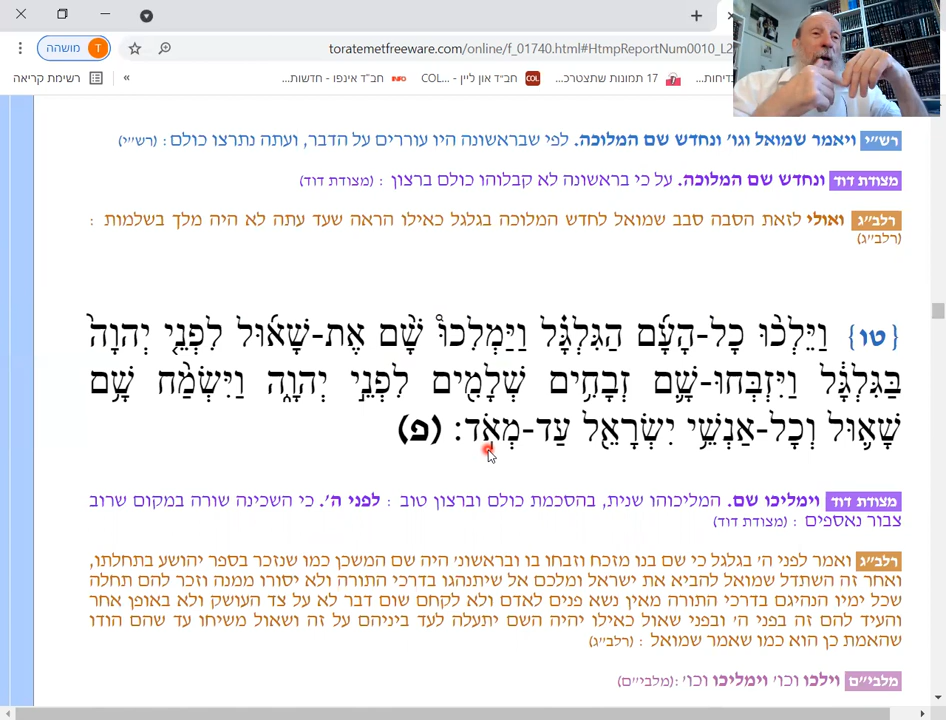 מושהה T
toratemetfreeware.com/online/f_01740.html#HtmpReportNum0010_L2
רשימת קריאה
«
חב"ד אינפו - חדשות...
COL חב"ד און ליין - ...COL
17 תמונות שתצטרכ...
בדיחות...
רש״י ויאמר שמואל וגו׳ ונחדש שם המלוכה. לפי שבראשונה היו עוררים על הדבר, ועתה נתרצו כולם : (רש״י)
מצודת דוד ונחדש שם המלוכה. על כי בראשונה לא קבלוהו כולם ברצון : (מצודת דוד)
רלב״ג ואולי לזאת הסבה סבב שמואל לחדש המלוכה בגלגל כאילו הראה שעד עתה לא היה מלך בשלמות :
(רלב״ג)
{טו} וַיֵּלְכ֨וּ כָל-הָעָ֜ם הַגִּלְגָּ֗ל וַיַּמְלִכוּ֩ שָׁ֨ם אֶת-שָׁא֜וּל לִפְנֵ֤י יְהוָה֙
בַּגִּלְגָּ֔ל וַיִּזְבְּחוּ-שָׁ֛ם זְבָחִ֥ים שְׁלָמִ֖ים לִפְנֵ֣י יְהוָ֑ה וַיִּשְׂמַ֨ח שָׁ֥ם
שָׁא֛וּל וְכָל-אַנְשֵׁ֥י יִשְׂרָאֵ֖ל עַד-מְאֹֽד: (פ)
מצודת דוד וימליכו שם. המליכוהו שנית, בהסכמת כולם וברצון טוב : לפני ה׳. כי השכינה שורה במקום שרוב
צבור נאספים : (מצודת דוד)
רלב״ג ואמר לפני ה׳ בגלגל כי שם בנו מזבח וזבחו בו ובראשונ׳ היה שם המשכן כמו שנזכר בספר יהושע בתחלתו,
ואחר זה השתדל שמואל להביא את ישראל ומלכם אל שיתנהגו בדרכי התורה ולא יסורו ממנה וזכר להם תחלה
שכל ימיו הנהיגם בדרכי התורה מאין נשא פנים לאדם ולא לקחם שום דבר לא על צד העושק ולא באופן אחר
והעיד להם זה בפני ה׳ ובפני שאול כאילו יהיה השם יתעלה לעד ביניהם על זה ושאול משיחו עד שהם הודו
שהאמת כן הוא כמו שאמר שמואל : (רלב״ג)
מלבי״ם וילכו וכו׳ וימליכו וכו׳ :(מלבי״ם)